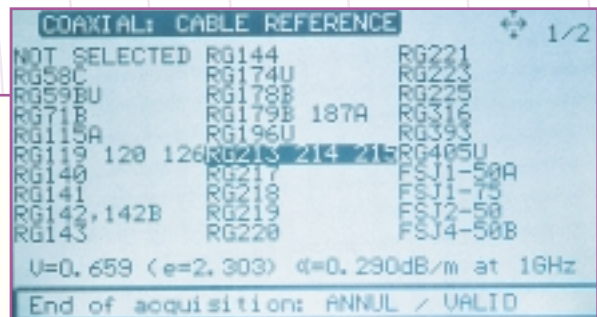 COAXIAL: CABLE REFERENCE 1/2
NOT SELECTED RG144 RG221
RG58C RG174U RG223
RG59BU RG178B RG225
RG71B RG179B 187A RG316
RG115A RG196U RG393
RG119 120 126 RG213 214 215 RG405U
RG140 RG217 FSJ1-50A
RG141 RG218 FSJ1-75
RG142,142B RG219 FSJ2-50
RG143 RG220 FSJ4-50B
V=0.659 (e=2.303) α=0.290dB/m at 1GHz
End of acquisition: ANNUL / VALID